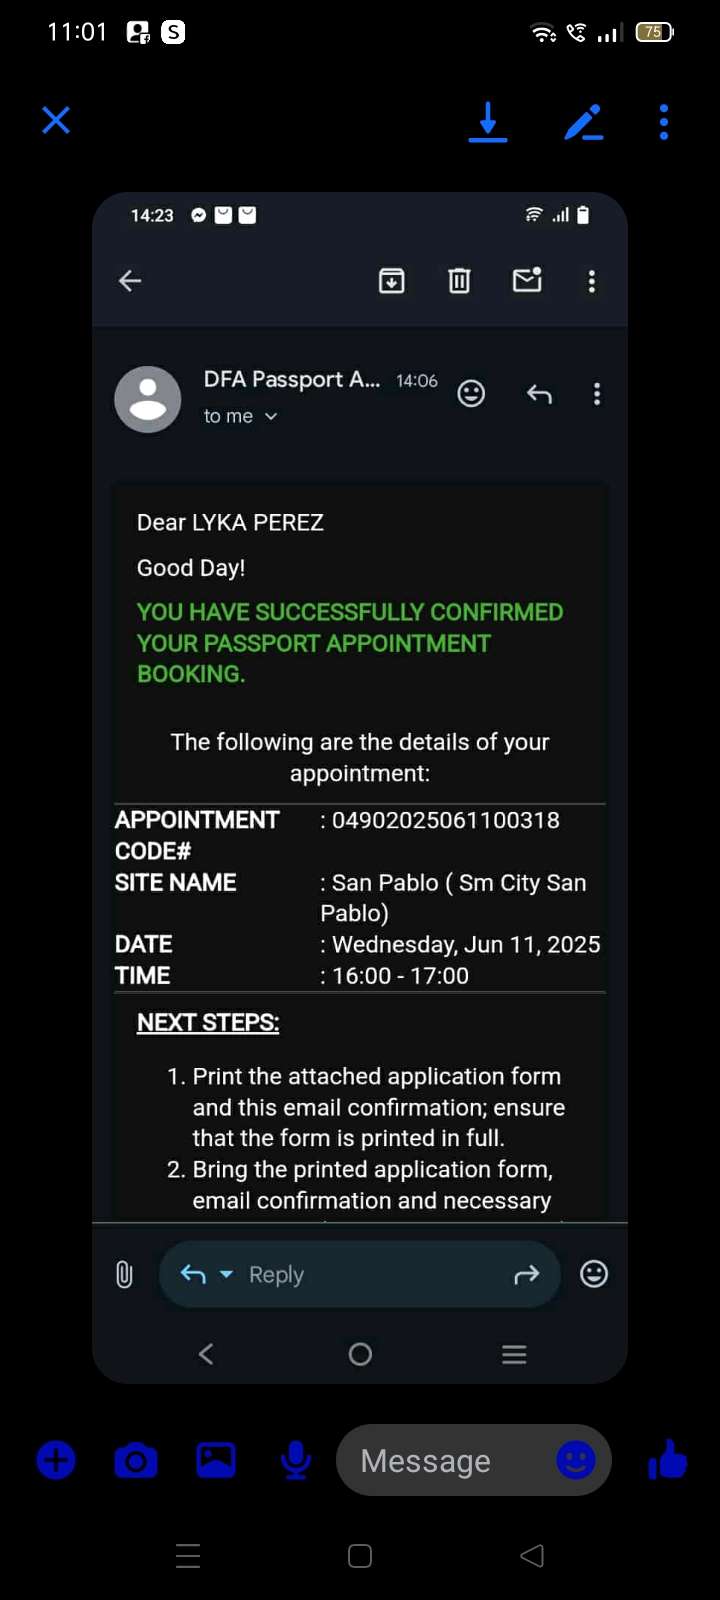 11:01
S
75
14:23
DFA Passport A... 14:06
to me
Dear LYKA PEREZ
Good Day!
YOU HAVE SUCCESSFULLY CONFIRMED
YOUR PASSPORT APPOINTMENT
BOOKING.
The following are the details of your
appointment:
APPOINTMENT : 04902025061100318
CODE#
SITE NAME : San Pablo ( Sm City San
Pablo)
DATE : Wednesday, Jun 11, 2025
TIME : 16:00 - 17:00
NEXT STEPS:
1. Print the attached application form
and this email confirmation; ensure
that the form is printed in full.
2. Bring the printed application form,
email confirmation and necessary
Reply
Message